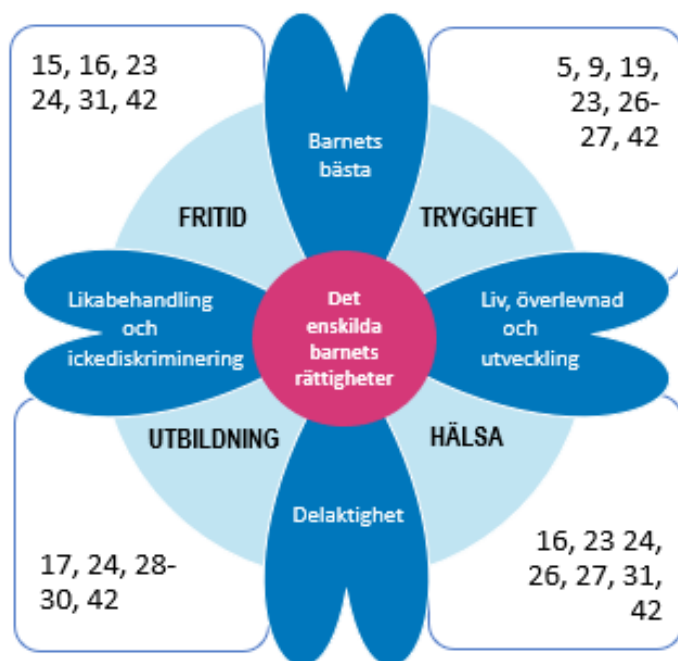 15, 16, 23
24, 31, 42
5, 9, 19,
23, 26-
27, 42
Barnets
bästa
FRITID
TRYGGHET
Likabehandling
och
ickediskriminering
Det
enskilda
barnets
rättigheter
Liv, överlevnad
och
utveckling
UTBILDNING
HÄLSA
Delaktighet
17, 24, 28-
30, 42
16, 23 24,
26, 27, 31,
42